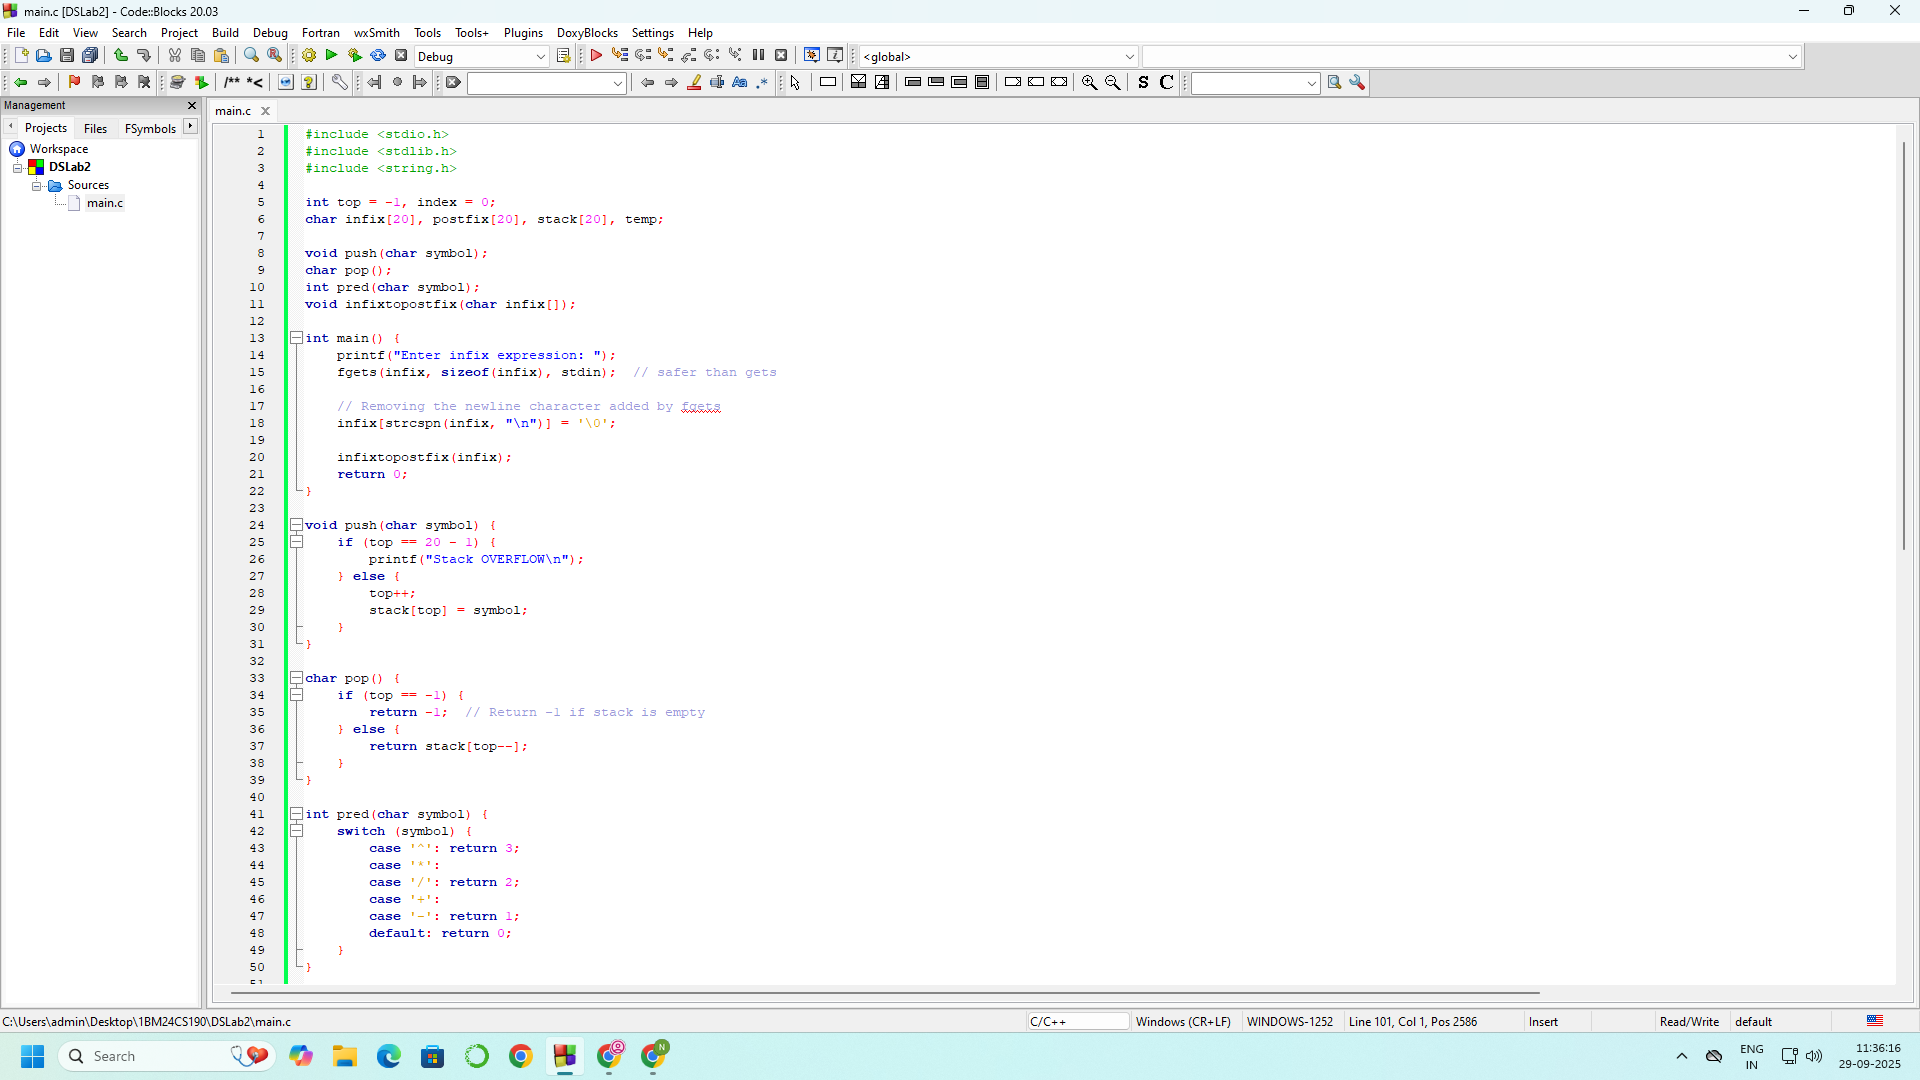 main.c [DSLab2] - Code::Blocks 20.03
File Edit View Search Project Build Debug Fortran wxSmith Tools Tools+ Plugins DoxyBlocks Settings Help
Debug
<global>
/** *<
Aa .*
S C
Management
main.c
Projects Files FSymbols
Workspace
DSLab2
Sources
main.c
1 #include <stdio.h>
2 #include <stdlib.h>
3 #include <string.h>
4
5 int top = -1, index = 0;
6 char infix[20], postfix[20], stack[20], temp;
7
8 void push(char symbol);
9 char pop();
10 int pred(char symbol);
11 void infixtopostfix(char infix[]);
12
13 int main() {
14 printf("Enter infix expression: ");
15 fgets(infix, sizeof(infix), stdin); // safer than gets
16
17 // Removing the newline character added by fgets
18 infix[strcspn(infix, "\n")] = '\0';
19
20 infixtopostfix(infix);
21 return 0;
22 }
23
24 void push(char symbol) {
25 if (top == 20 - 1) {
26 printf("Stack OVERFLOW\n");
27 } else {
28 top++;
29 stack[top] = symbol;
30 }
31 }
32
33 char pop() {
34 if (top == -1) {
35 return -1; // Return -1 if stack is empty
36 } else {
37 return stack[top--];
38 }
39 }
40
41 int pred(char symbol) {
42 switch (symbol) {
43 case '^': return 3;
44 case '*':
45 case '/': return 2;
46 case '+':
47 case '-': return 1;
48 default: return 0;
49 }
50 }
51
C:\Users\admin\Desktop\1BM24CS190\DSLab2\main.c C/C++ Windows (CR+LF) WINDOWS-1252 Line 101, Col 1, Pos 2586 Insert Read/Write default
Search
N
ENG
IN
11:36:16
29-09-2025